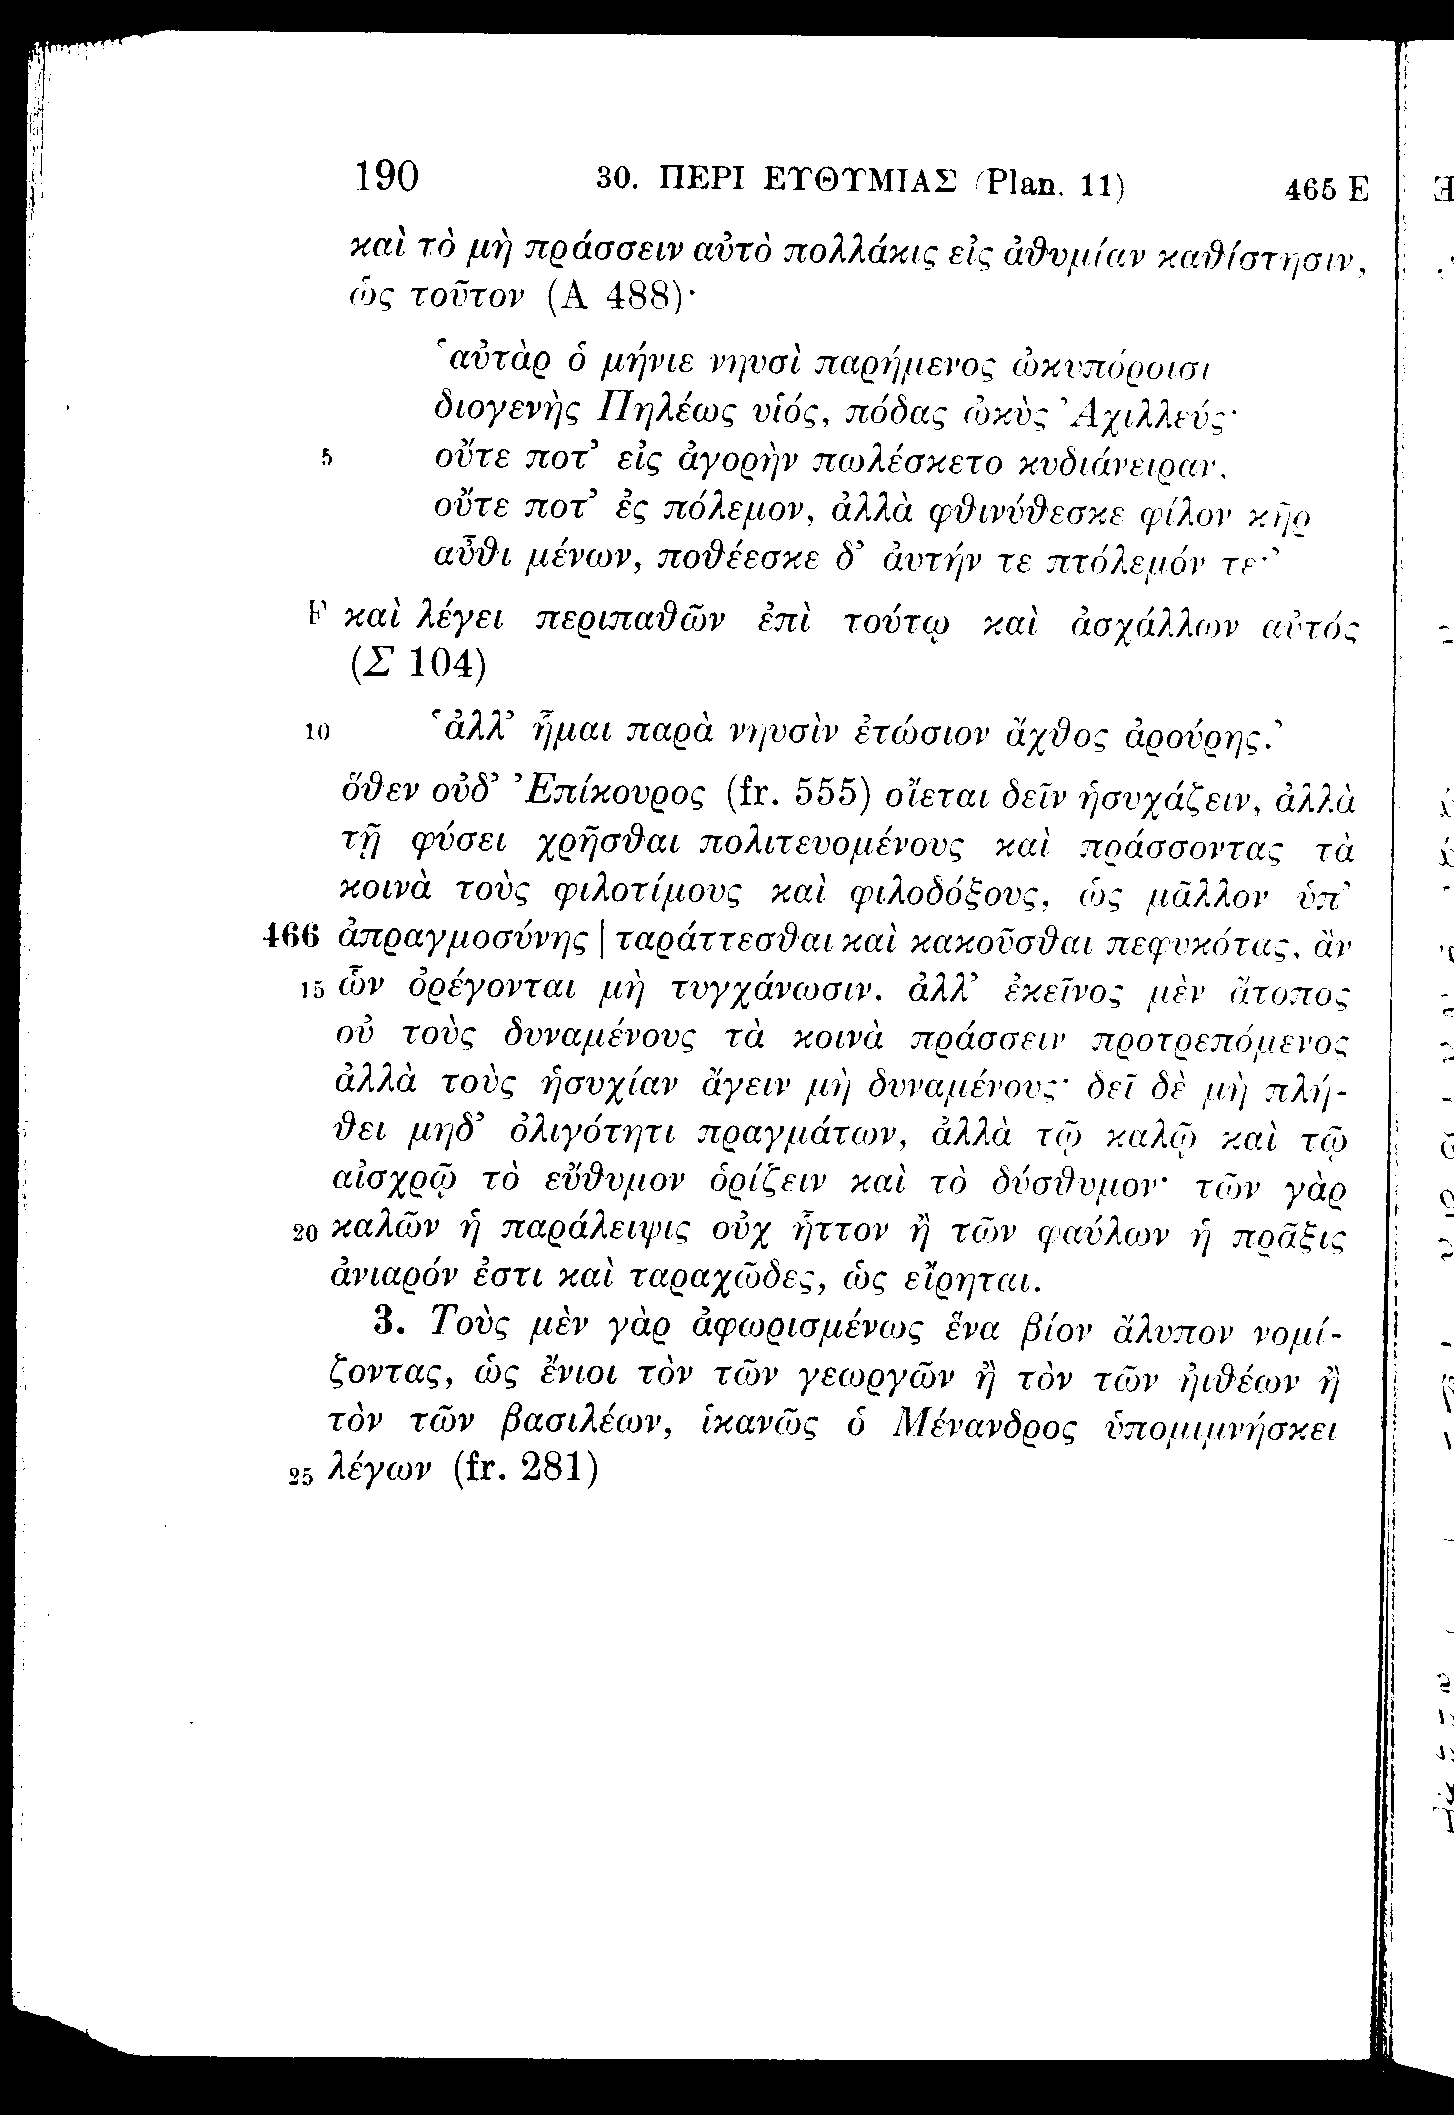 190 30. ΠΕΡΙ ΕΥΘΥΜΙΑΣ (Plan. 11) 465 E
καὶ τὸ μὴ πράσσειν αὐτὸ πολλάκις εἰς ἀθυμίαν καθίστησιν,
ὡς τοῦτον (Α 488)·
‘αὐτὰρ ὁ μήνιε νηυσὶ παρήμενος ὠκυπόροισι
διογενὴς Πηλέως υἱός, πόδας ὠκὺς Ἀχιλλεύς·
5 οὔτε ποτ’ εἰς ἀγορὴν πωλέσκετο κυδιάνειραν,
οὔτε ποτ’ ἐς πόλεμον, ἀλλὰ φθινύθεσκε φίλον κῆρ
αὖθι μένων, ποθέεσκε δ’ ἀυτήν τε πτόλεμόν τε·’
F καὶ λέγει περιπαθῶν ἐπὶ τούτῳ καὶ ἀσχάλλων αὐτός
(Σ 104)
10 ‘ἀλλ’ ἧμαι παρὰ νηυσὶν ἐτώσιον ἄχθος ἀρούρης.’
ὅθεν οὐδ’ Ἐπίκουρος (fr. 555) οἴεται δεῖν ἡσυχάζειν, ἀλλὰ
τῇ φύσει χρῆσθαι πολιτευομένους καὶ πράσσοντας τὰ
κοινὰ τοὺς φιλοτίμους καὶ φιλοδόξους, ὡς μᾶλλον ὑπ’
466 ἀπραγμοσύνης | ταράττεσθαι καὶ κακοῦσθαι πεφυκότας, ἂν
15 ὧν ὀρέγονται μὴ τυγχάνωσιν. ἀλλ’ ἐκεῖνος μὲν ἄτοπος
οὐ τοὺς δυναμένους τὰ κοινὰ πράσσειν προτρεπόμενος
ἀλλὰ τοὺς ἡσυχίαν ἄγειν μὴ δυναμένους· δεῖ δὲ μὴ πλή-
θει μηδ’ ὀλιγότητι πραγμάτων, ἀλλὰ τῷ καλῷ καὶ τῷ
αἰσχρῷ τὸ εὔθυμον ὁρίζειν καὶ τὸ δύσθυμον· τῶν γὰρ
20 καλῶν ἡ παράλειψις οὐχ ἧττον ἢ τῶν φαύλων ἡ πρᾶξις
ἀνιαρόν ἐστι καὶ ταραχῶδες, ὡς εἴρηται.
3. Τοὺς μὲν γὰρ ἀφωρισμένως ἕνα βίον ἄλυπον νομί-
ζοντας, ὡς ἔνιοι τὸν τῶν γεωργῶν ἢ τὸν τῶν ἠιθέων ἢ
τὸν τῶν βασιλέων, ἱκανῶς ὁ Μένανδρος ὑπομιμνήσκει
25 λέγων (fr. 281)